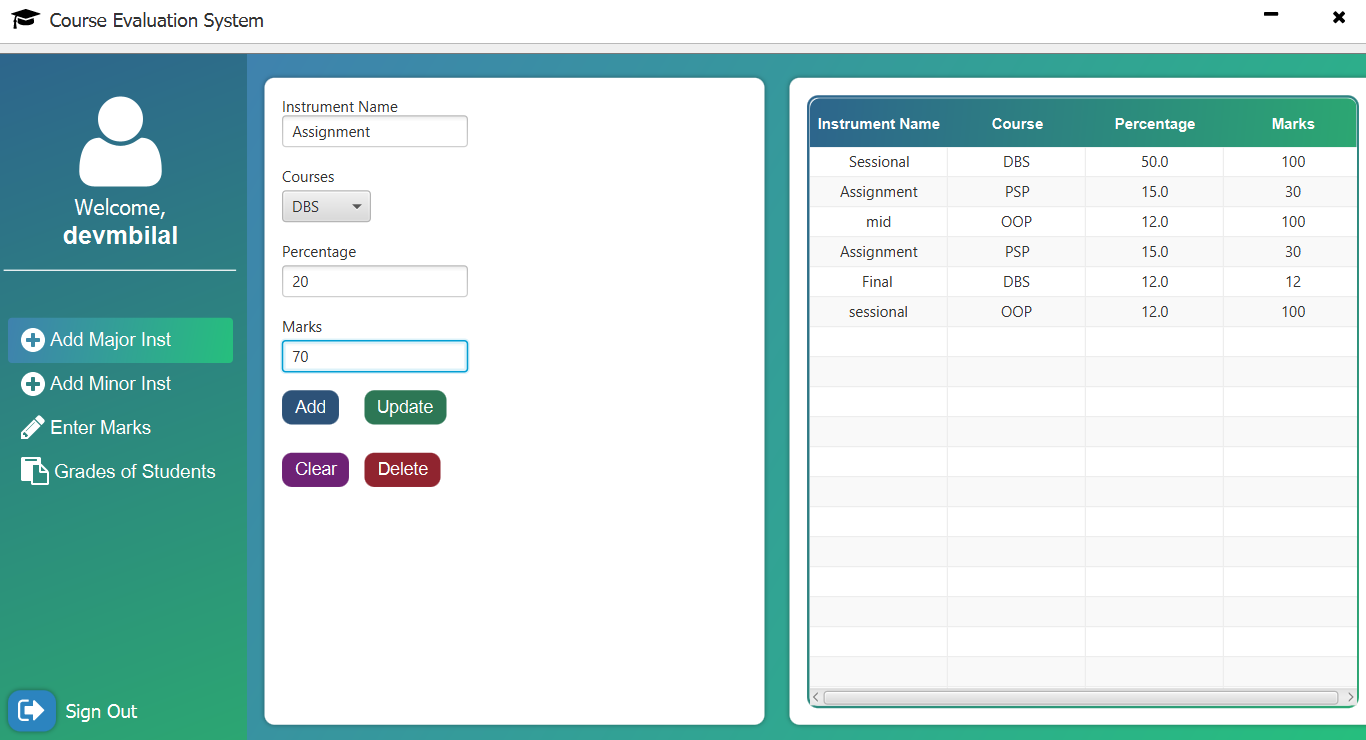 Course Evaluation System
Welcome,
devmbilal
Add Major Inst
Add Minor Inst
Enter Marks
Grades of Students
Sign Out
Instrument Name
Assignment
Courses
DBS
Percentage
20
Marks
70
Add Update
Clear Delete
Instrument Name Course Percentage Marks
Sessional DBS 50.0 100
Assignment PSP 15.0 30
mid OOP 12.0 100
Assignment PSP 15.0 30
Final DBS 12.0 12
sessional OOP 12.0 100